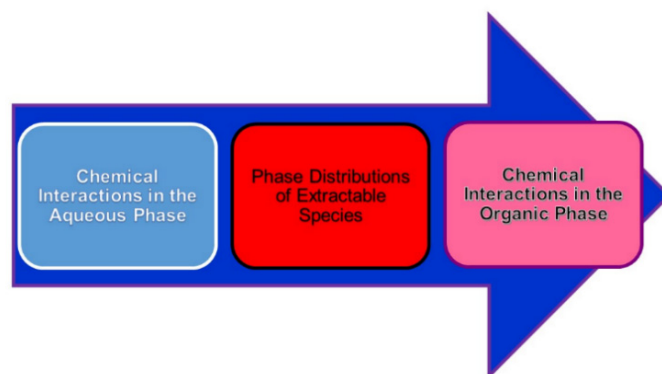 Chemical
Interactions in the
Aqueous Phase
Phase Distributions
of Extractable
Species
Chemical
Interactions in the
Organic Phase